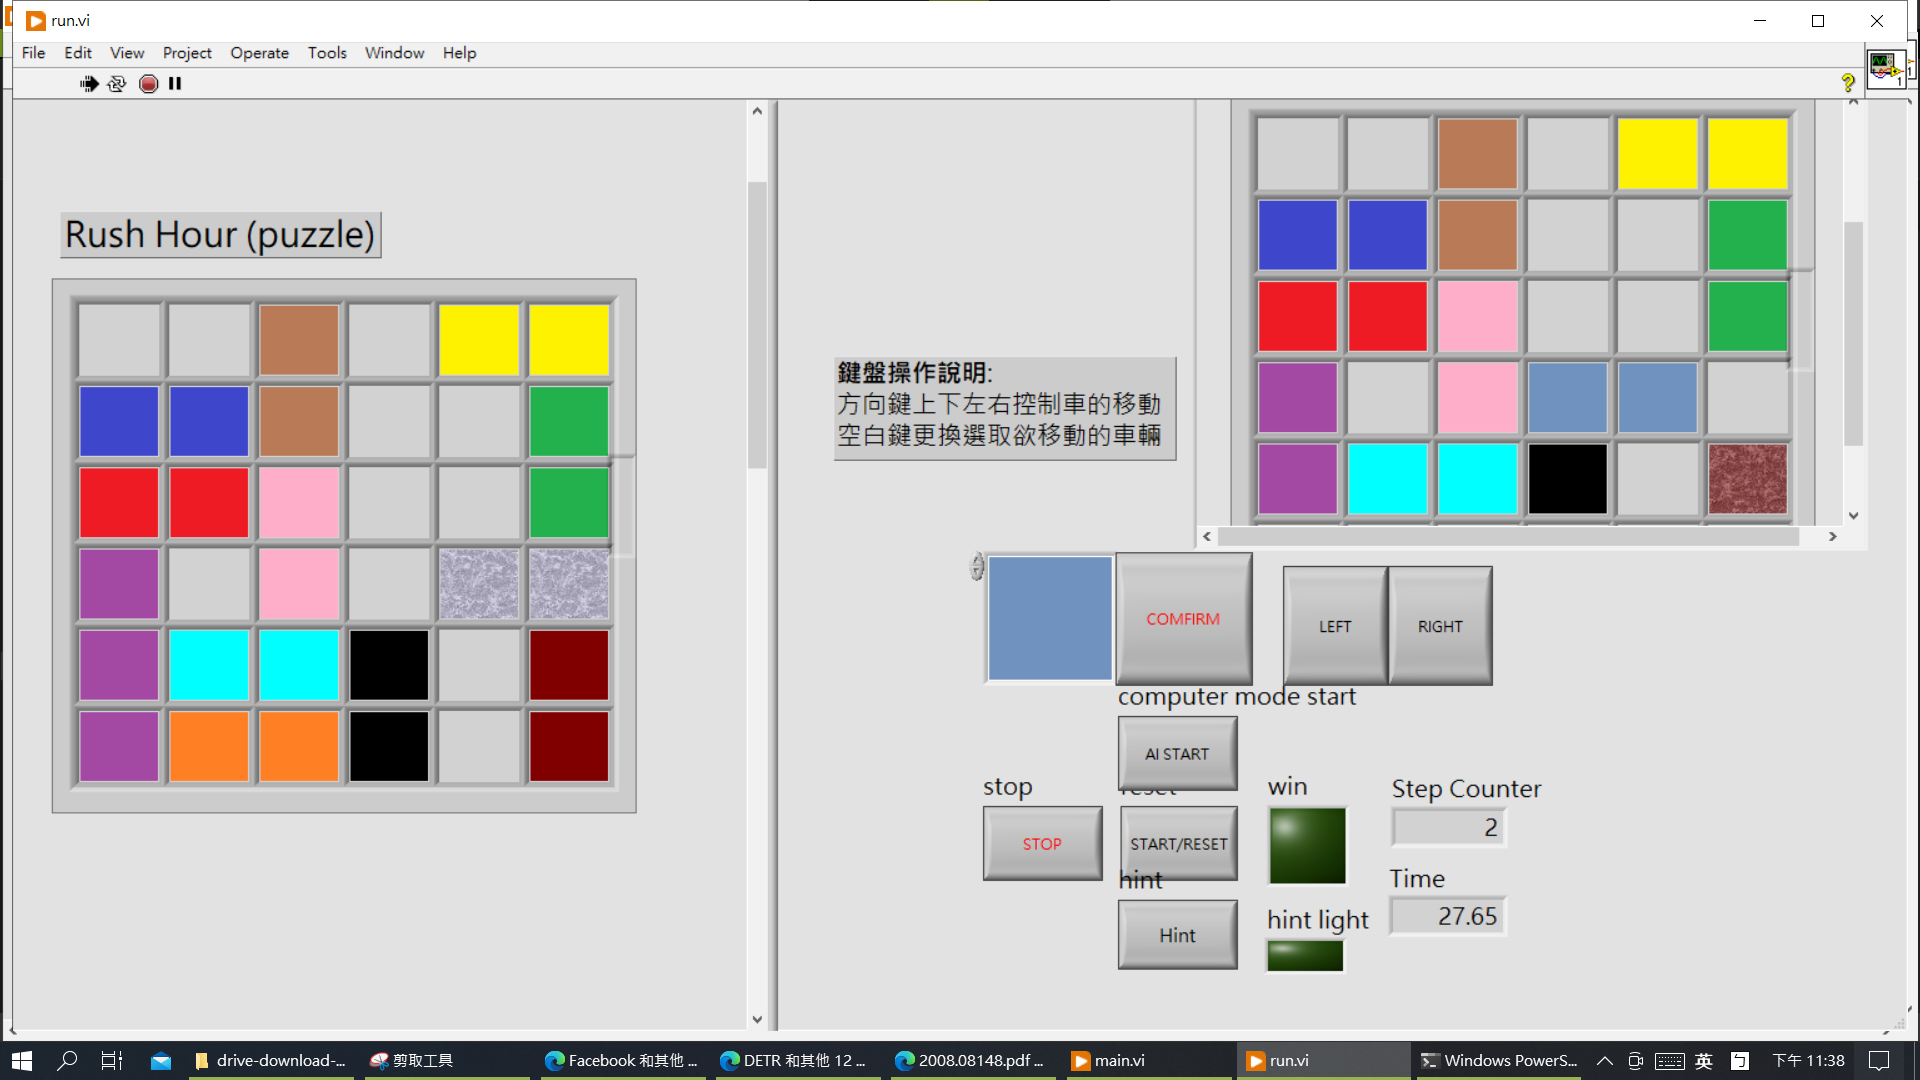 run.vi
File Edit View Project Operate Tools Window Help
Rush Hour (puzzle)
鍵盤操作說明:
方向鍵上下左右控制車的移動
空白鍵更換選取欲移動的車輛
COMFIRM
LEFT
RIGHT
computer mode start
AI START
stop
win
Step Counter
STOP
START/RESET
2
hint
Time
27.65
Hint
hint light
drive-download-...
剪取工具
Facebook 和其他 ...
DETR 和其他 12 ...
2008.08148.pdf ...
main.vi
run.vi
Windows PowerS...
英
下午 11:38